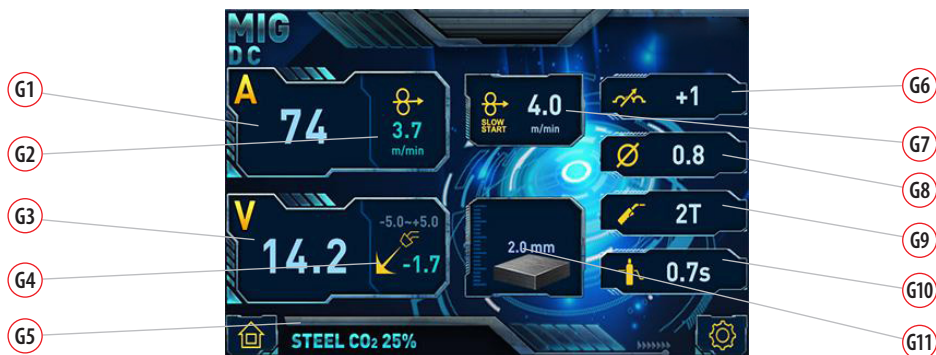 MIG
DC
G1
A
74
3.7
m/min
G2
SLOW
START
4.0
m/min
+1
G6
G7
0.8
G8
G3
V
14.2
-5.0~+5.0
-1.7
G4
2.0 mm
2T
G9
0.7s
G10
G5
STEEL CO₂ 25%
G11